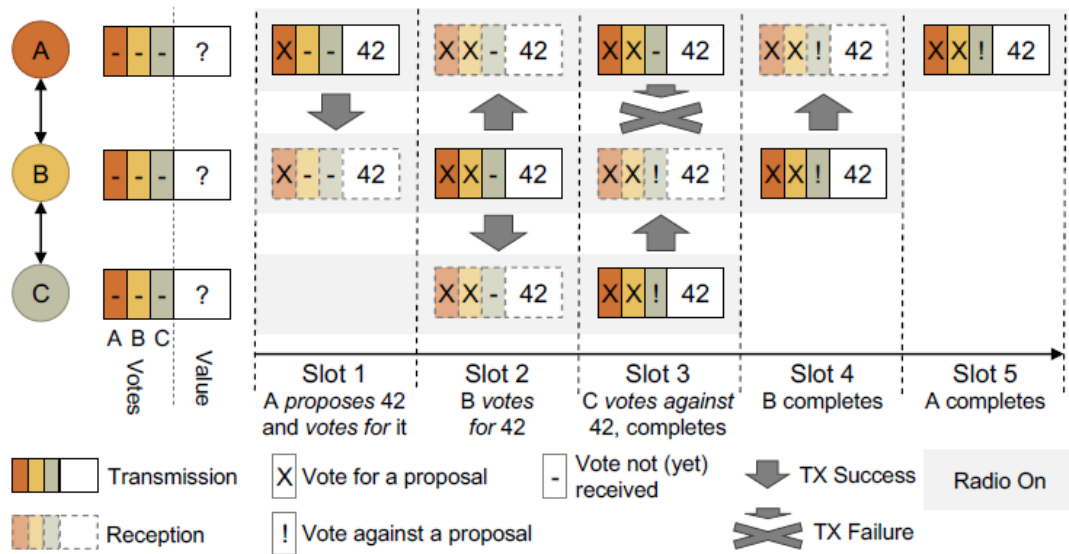 A - - - ? X - - 42 X X - 42 X X - 42 X X ! 42 X X ! 42
B - - - ? X - - 42 X X - 42 X X ! 42 X X ! 42
C - - - ? X X - 42 X X ! 42
A B C
Votes
Value
Slot 1
A proposes 42
and votes for it
Slot 2
B votes
for 42
Slot 3
C votes against
42, completes
Slot 4
B completes
Slot 5
A completes
Transmission
X Vote for a proposal
- Vote not (yet)
received
TX Success
Radio On
Reception
! Vote against a proposal
TX Failure